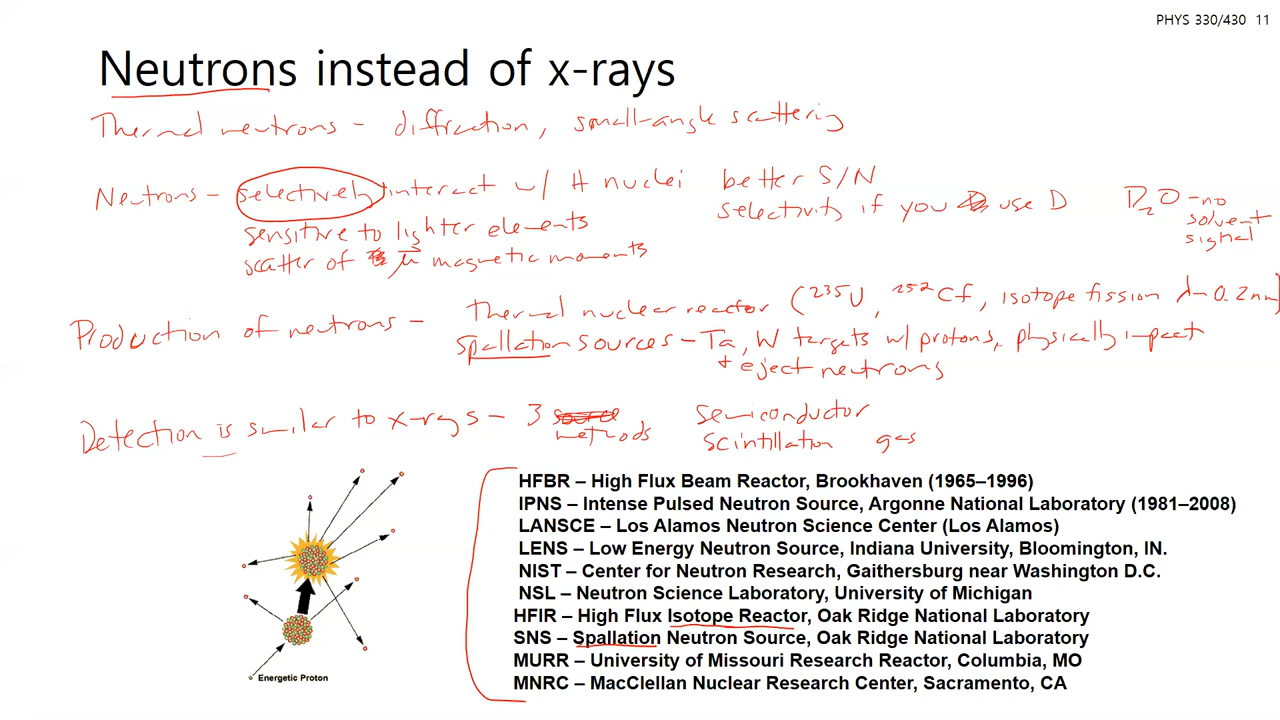 PHYS 330/430 11
Neutrons instead of x-rays
Thermal neutrons - diffraction, small-angle scattering
Neutrons - selectively interact w/ H nuclei better S/N
selectivity if you use D
D2O - no solvent signal
sensitive to lighter elements
scatter of μ magnetic moments
Production of neutrons - thermal nuclear reactor (235U, 252Cf, isotope fission λ~0.2nm)
spallation sources - Ta, W targets w/ protons, physically impact
+ eject neutrons
Detection is similar to x-rays - 3 methods
semiconductor
scintillation gas
HFBR – High Flux Beam Reactor, Brookhaven (1965–1996)
IPNS – Intense Pulsed Neutron Source, Argonne National Laboratory (1981–2008)
LANSCE – Los Alamos Neutron Science Center (Los Alamos)
LENS – Low Energy Neutron Source, Indiana University, Bloomington, IN.
NIST – Center for Neutron Research, Gaithersburg near Washington D.C.
NSL – Neutron Science Laboratory, University of Michigan
HFIR – High Flux Isotope Reactor, Oak Ridge National Laboratory
SNS – Spallation Neutron Source, Oak Ridge National Laboratory
MURR – University of Missouri Research Reactor, Columbia, MO
MNRC – MacClellan Nuclear Research Center, Sacramento, CA
Energetic Proton